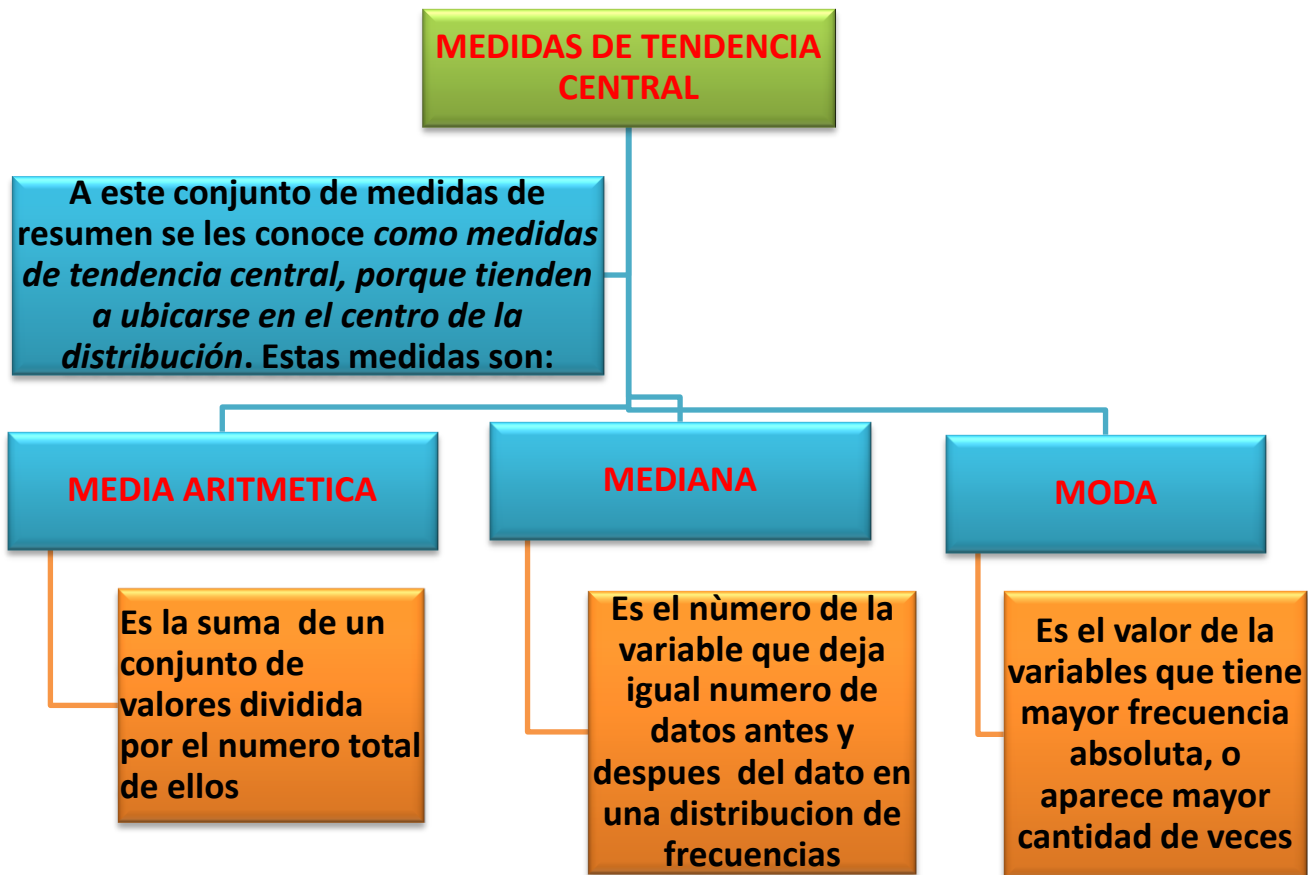 MEDIDAS DE TENDENCIA
CENTRAL
A este conjunto de medidas de
resumen se les conoce como medidas
de tendencia central, porque tienden
a ubicarse en el centro de la
distribución. Estas medidas son:
MEDIA ARITMETICA
Es la suma de un
conjunto de
valores dividida
por el numero total
de ellos
MEDIANA
Es el nùmero de la
variable que deja
igual numero de
datos antes y
despues del dato en
una distribucion de
frecuencias
MODA
Es el valor de la
variables que tiene
mayor frecuencia
absoluta, o
aparece mayor
cantidad de veces